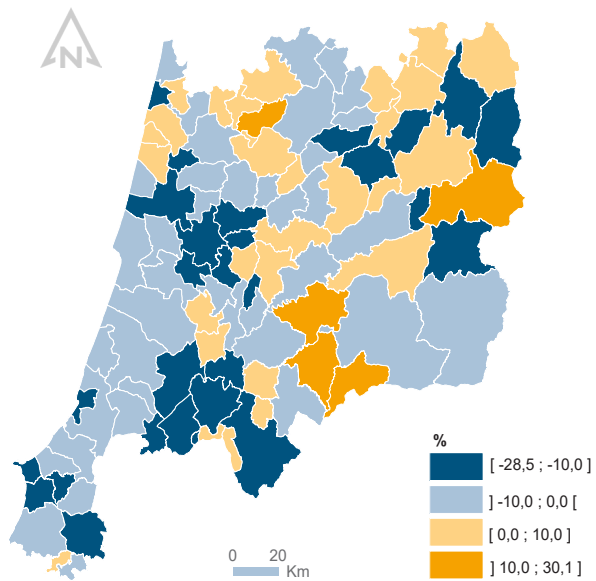 N
%
[ -28,5 ; -10,0 ]
] -10,0 ; 0,0 [
[ 0,0 ; 10,0 ]
] 10,0 ; 30,1 ]
0 20
Km